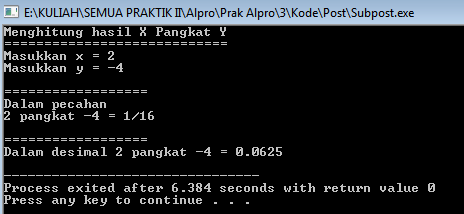 E:\KULIAH\SEMUA PRAKTIK II\Alpro\Prak Alpro\3\Kode\Post\Subpost.exe
Menghitung hasil X Pangkat Y
============================
Masukkan x = 2
Masukkan y = -4
==================
Dalam pecahan
2 pangkat -4 = 1/16
==================
Dalam desimal 2 pangkat -4 = 0.0625
--------------------------------
Process exited after 6.384 seconds with return value 0
Press any key to continue . . .